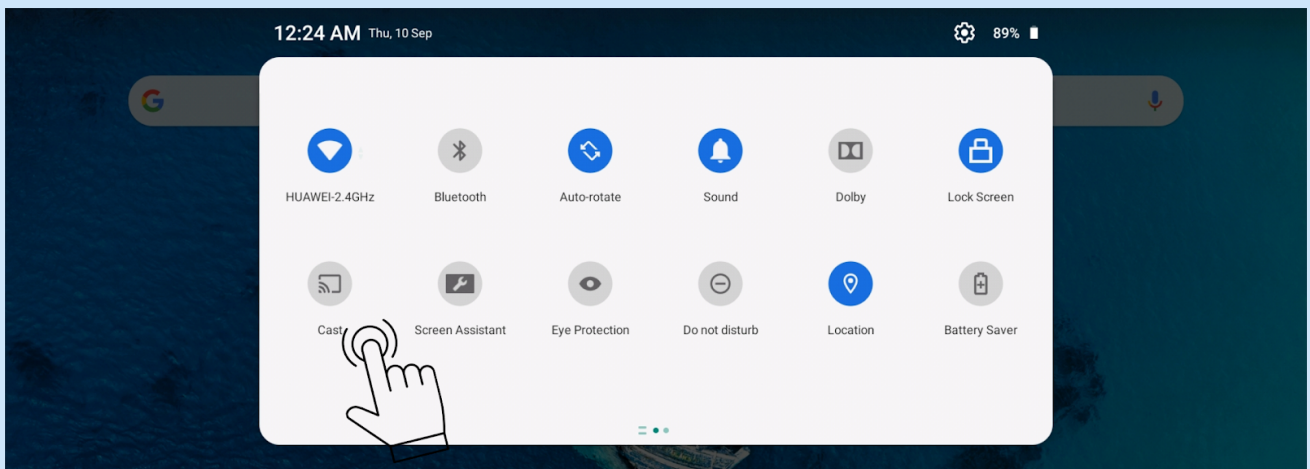 12:24 AM Thu, 10 Sep 89%
HUAWEI-2.4GHz Bluetooth Auto-rotate Sound Dolby Lock Screen
Cast Screen Assistant Eye Protection Do not disturb Location Battery Saver